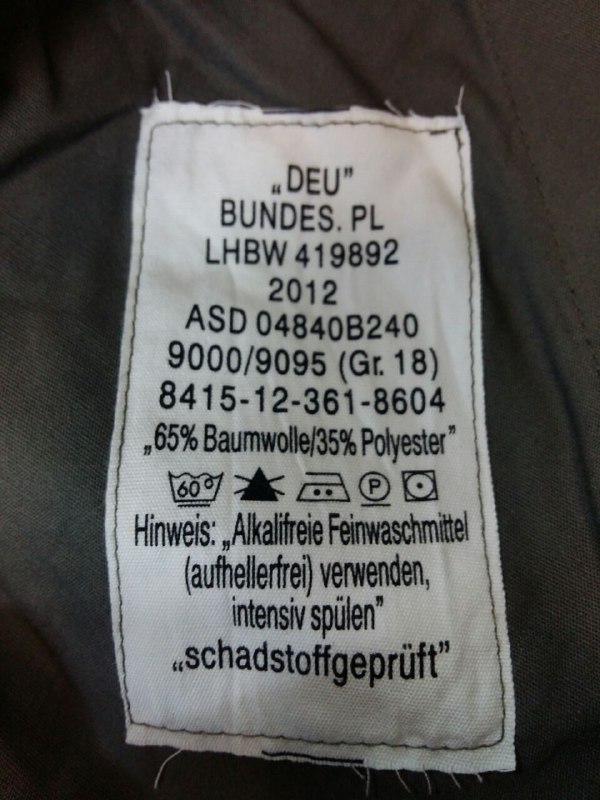 „DEU”
BUNDES. PL
LHBW 419892
2012
ASD 04840B240
9000/9095 (Gr. 18)
8415-12-361-8604
„65% Baumwolle/35% Polyester”
60 P
Hinweis: „Alkalifreie Feinwaschmittel
(aufhellerfrei) verwenden,
intensiv spülen”
„schadstoffgeprüft”